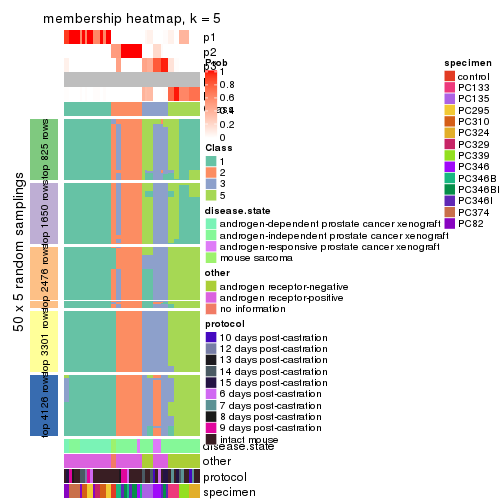 membership heatmap, k = 5
p1
p2
p3
Prob
1
0.8
0.6
0.4
0.2
0
Class
1
2
3
5
disease.state
androgen-dependent prostate cancer xenograft
androgen-independent prostate cancer xenograft
androgen-responsive prostate cancer xenograft
mouse sarcoma
other
androgen receptor-negative
androgen receptor-positive
no information
protocol
10 days post-castration
12 days post-castration
13 days post-castration
14 days post-castration
15 days post-castration
6 days post-castration
7 days post-castration
8 days post-castration
9 days post-castration
intact mouse
specimen
control
PC133
PC135
PC295
PC310
PC324
PC329
PC339
PC346
PC346B
PC346BI
PC346I
PC374
PC82
50 x 5 random samplings
top 825 rows
top 1650 rows
top 2476 rows
top 3301 rows
top 4126 rows
disease.state
other
protocol
specimen